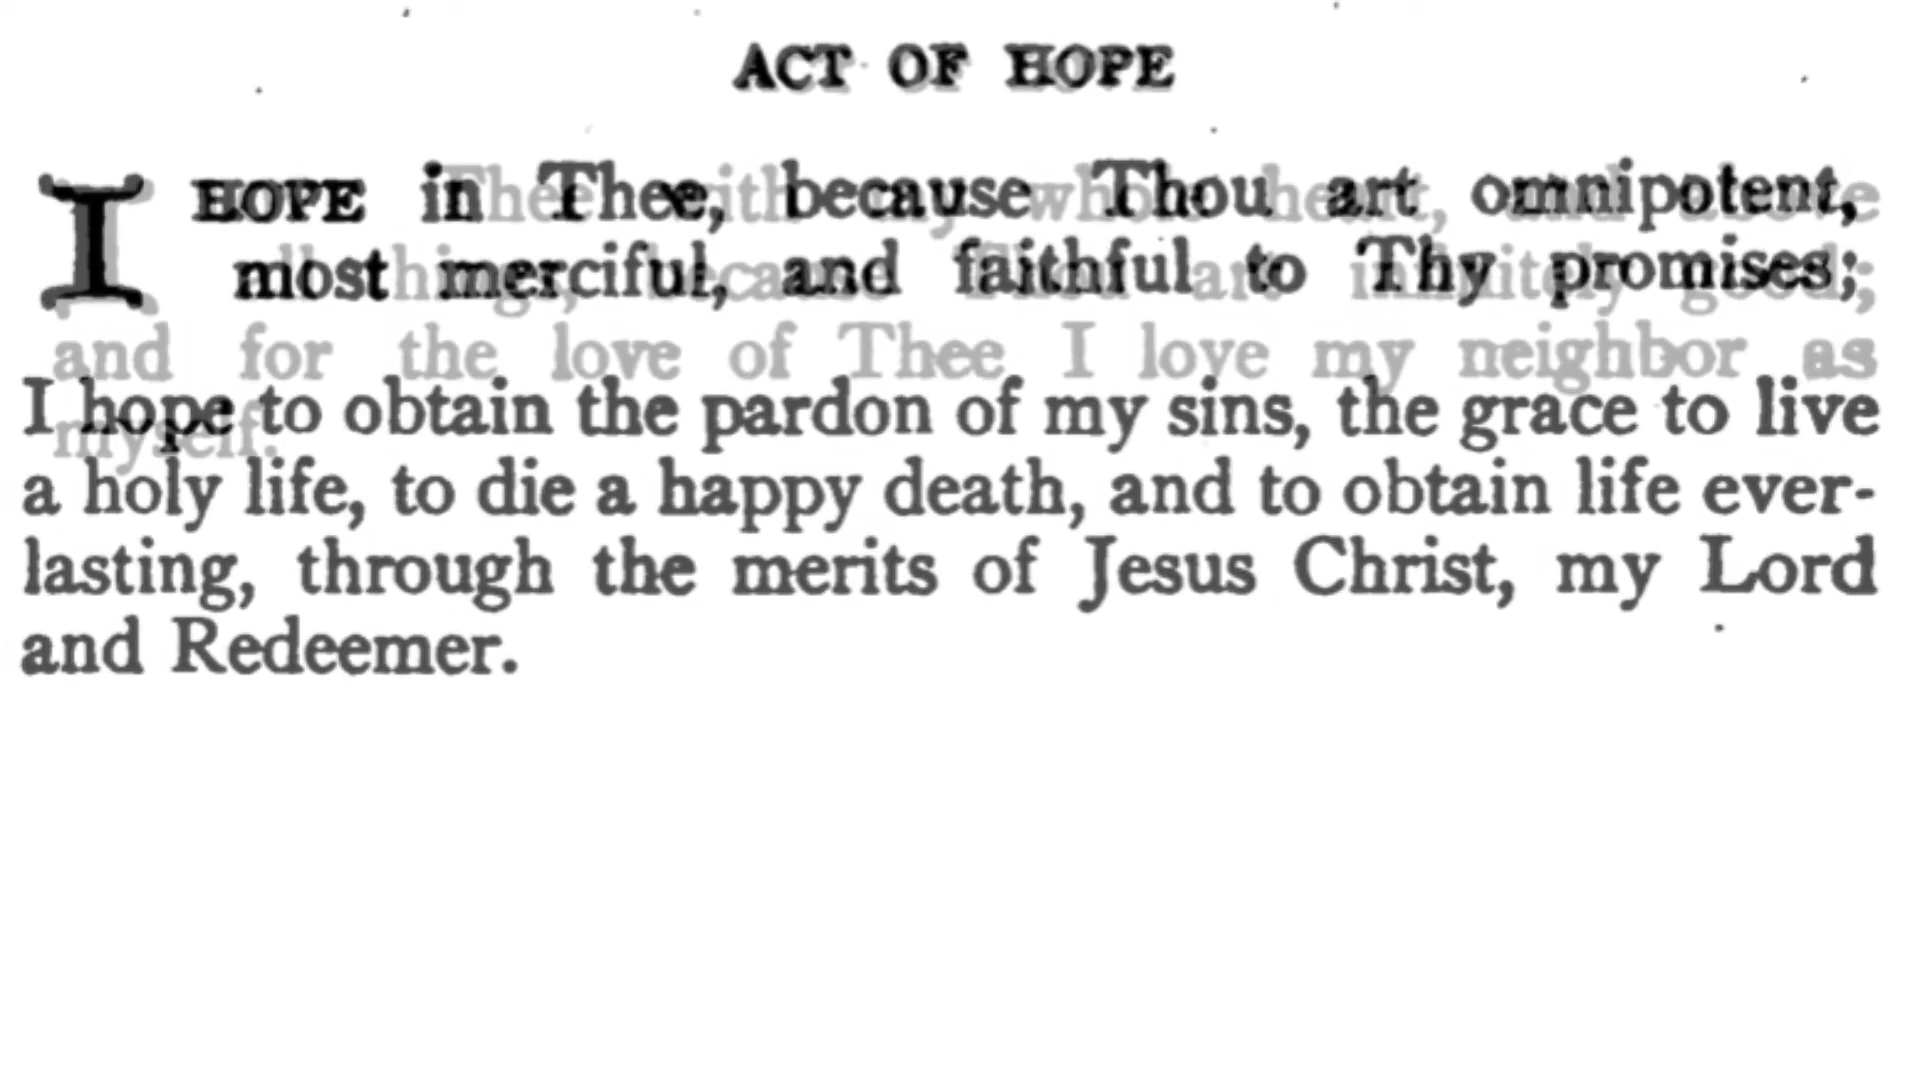 ACT OF HOPE
I HOPE in Thee, because Thou art omnipotent,
most merciful, and faithful to Thy promises;
and for the love of Thee I love my neighbor as
myself.
I hope to obtain the pardon of my sins, the grace to live
a holy life, to die a happy death, and to obtain life ever-
lasting, through the merits of Jesus Christ, my Lord
and Redeemer.